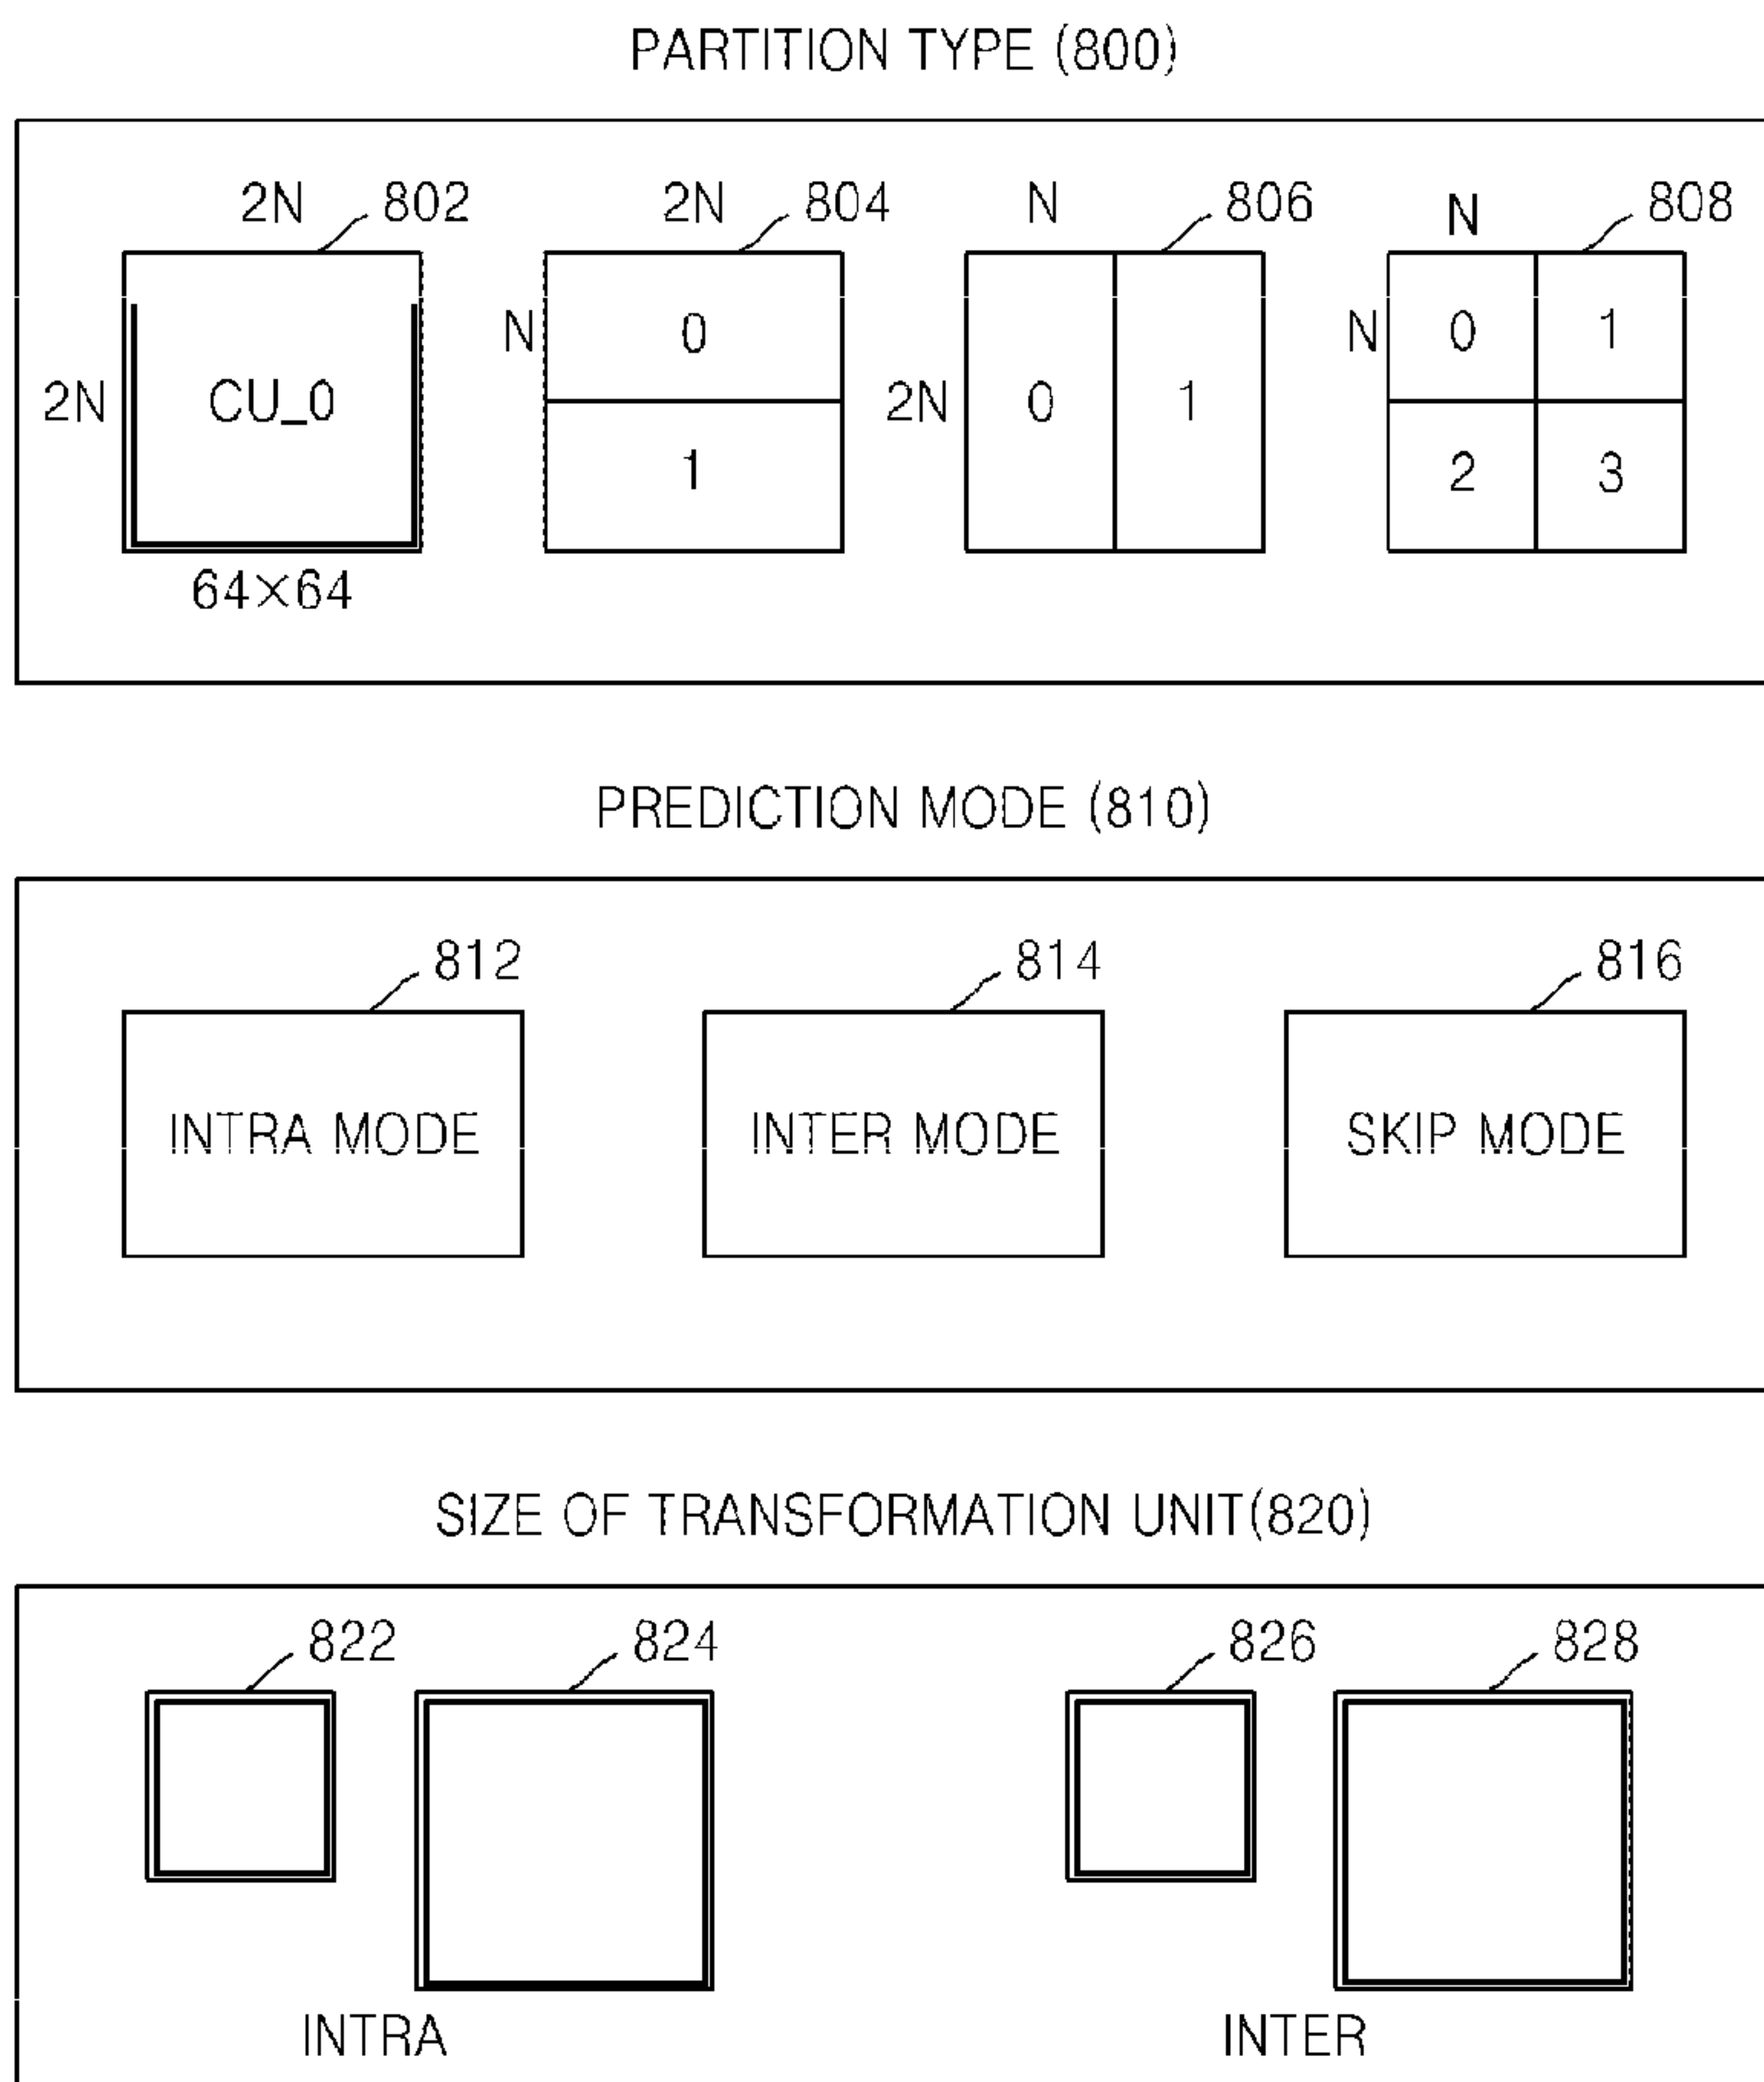 PARTITION TYPE (800)
2N 802 2N 804 N 806 N 808
N 0 N 0 1
2N CU_0 2N 0 1
1 2 3
64×64
PREDICTION MODE (810)
812 814 816
INTRA MODE INTER MODE SKIP MODE
SIZE OF TRANSFORMATION UNIT(820)
822 824 826 828
INTRA INTER